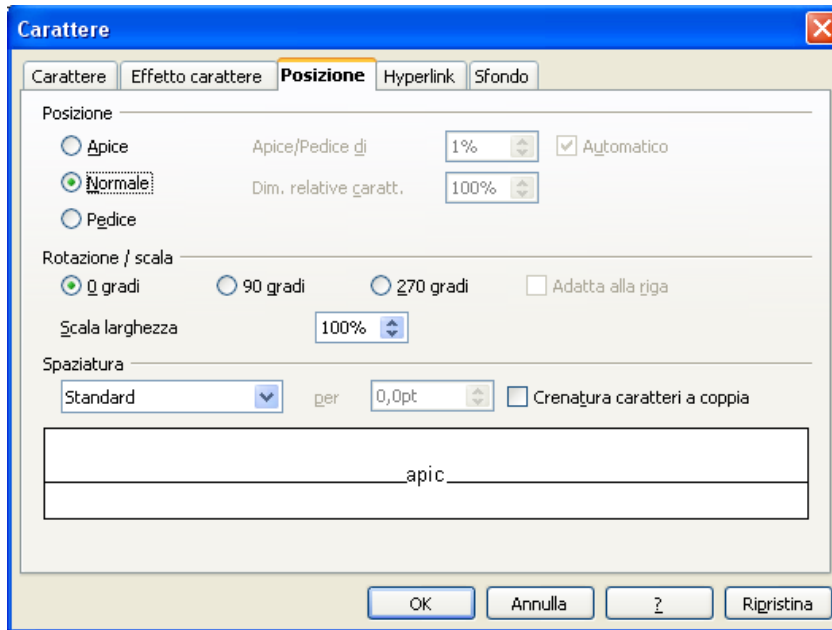 Carattere
Carattere Effetto carattere Posizione Hyperlink Sfondo
Posizione
Apice Apice/Pedice di 1% Automatico
Normale Dim. relative caratt. 100%
Pedice
Rotazione / scala
0 gradi 90 gradi 270 gradi Adatta alla riga
Scala larghezza 100%
Spaziatura
Standard per 0,0pt Crenatura caratteri a coppia
apic
OK Annulla ? Ripristina